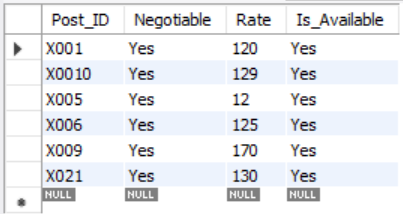 Post_ID Negotiable Rate Is_Available
X001 Yes 120 Yes
X0010 Yes 129 Yes
X005 Yes 12 Yes
X006 Yes 125 Yes
X009 Yes 170 Yes
X021 Yes 130 Yes
NULL NULL NULL NULL